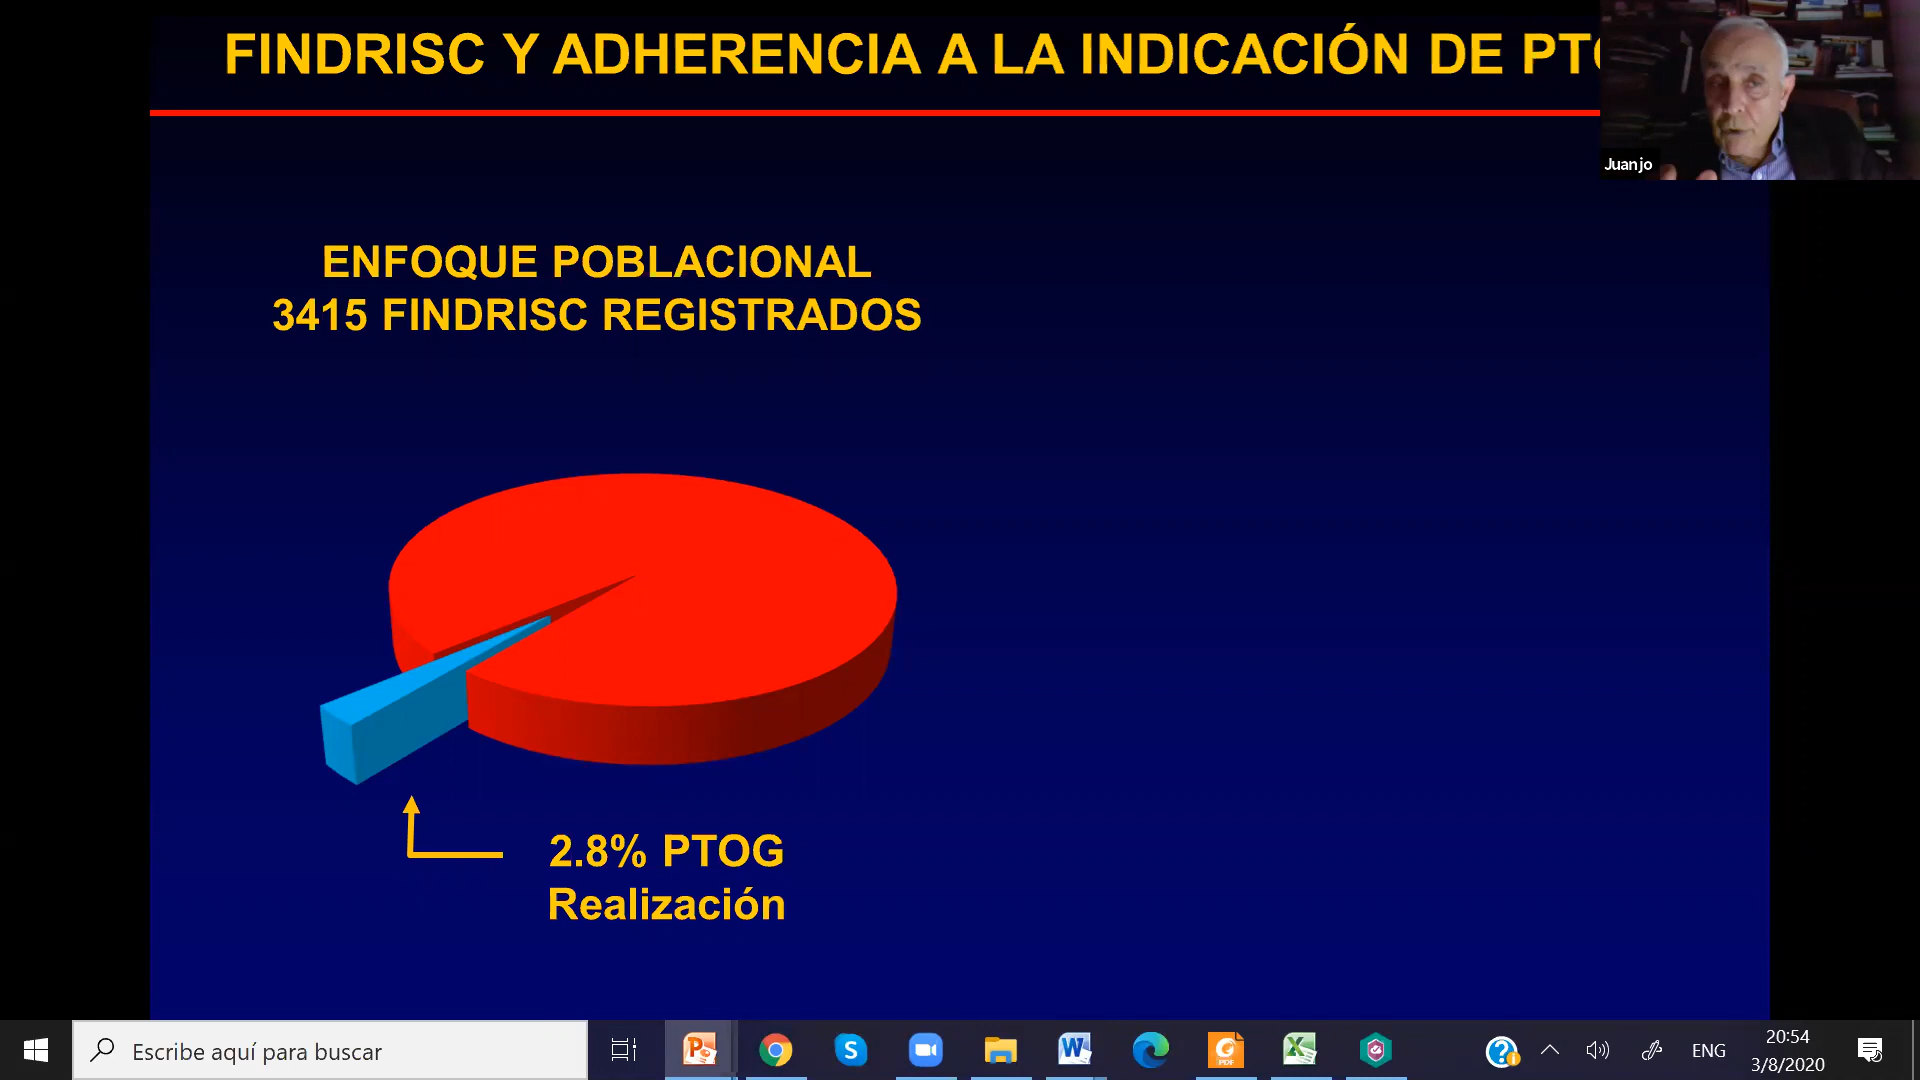 FINDRISC Y ADHERENCIA A LA INDICACIÓN DE
Juanjo
ENFOQUE POBLACIONAL
3415 FINDRISC REGISTRADOS
2.8% PTOG
Realización
Escribe aquí para buscar
ENG
20:54
3/8/2020